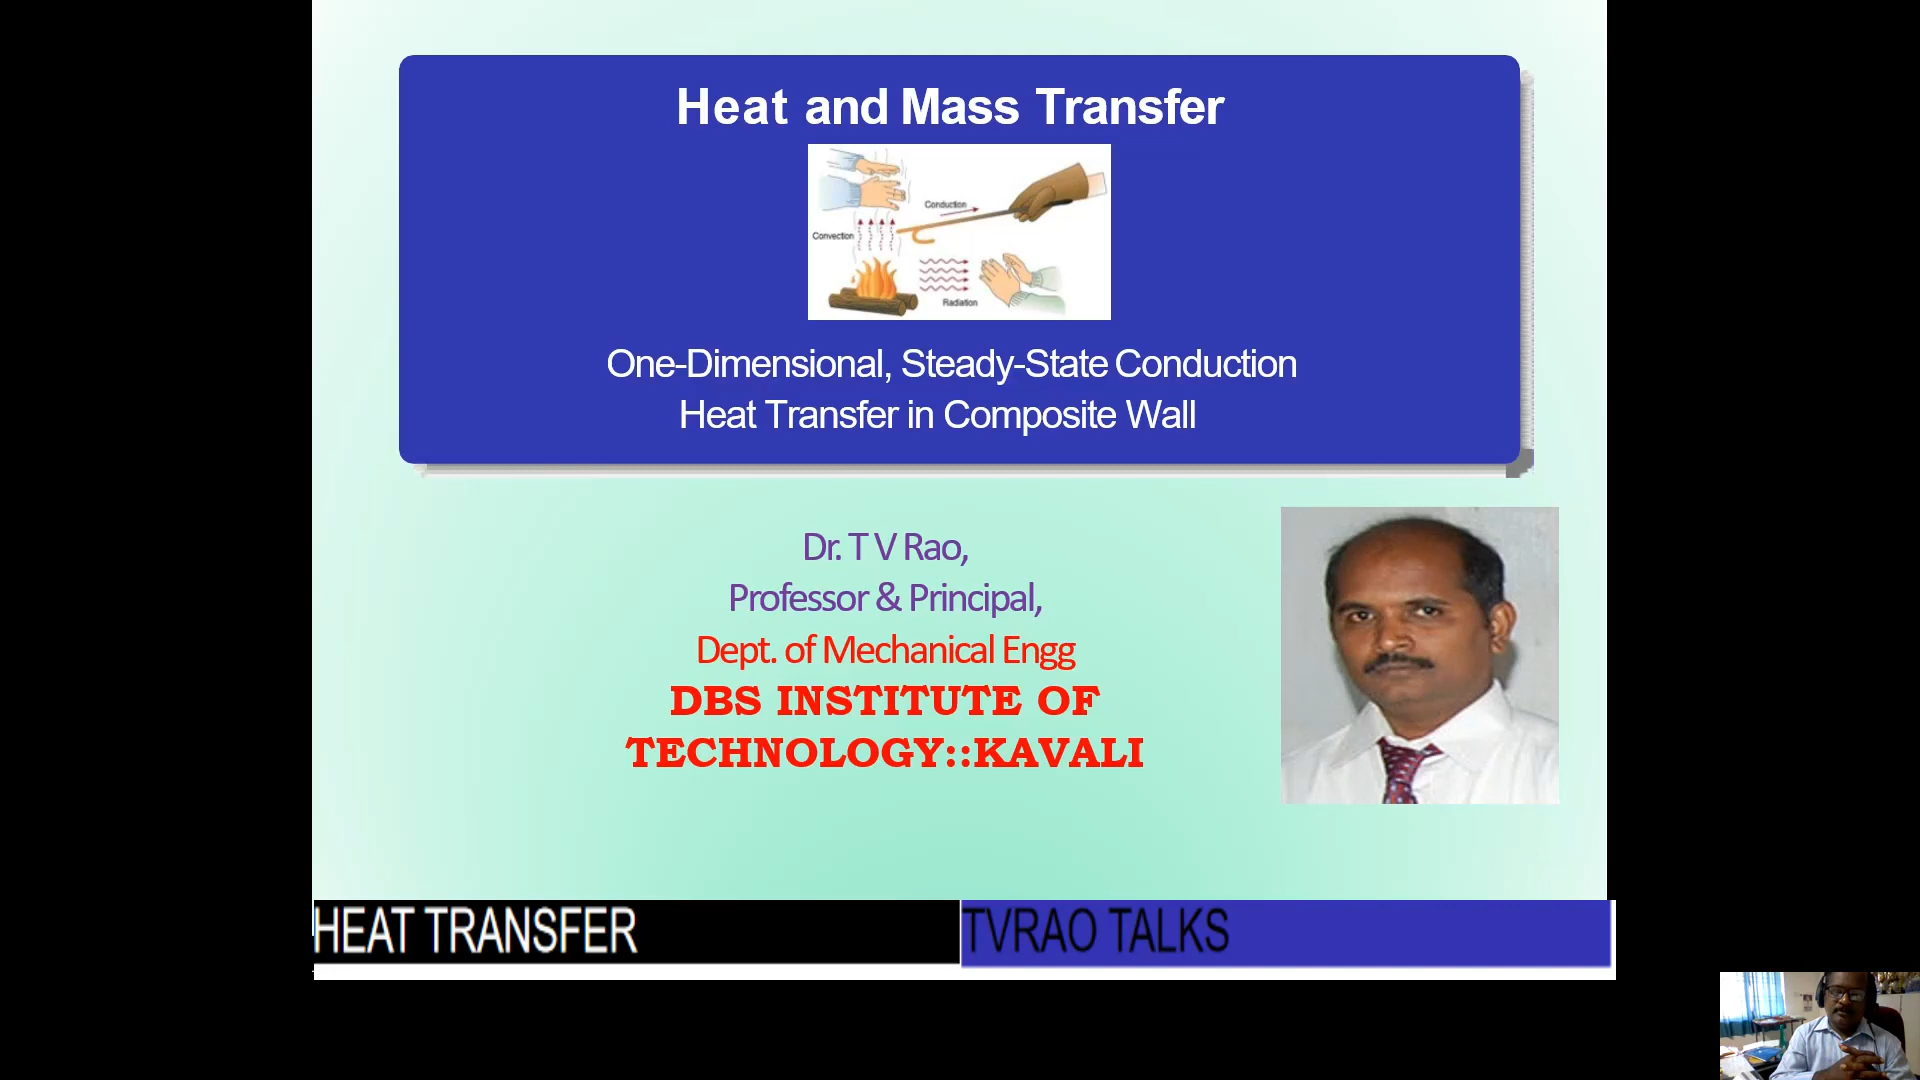 Heat and Mass Transfer
Conduction
Convection
Radiation
One-Dimensional, Steady-State Conduction
Heat Transfer in Composite Wall
Dr. T V Rao,
Professor & Principal,
Dept. of Mechanical Engg
DBS INSTITUTE OF
TECHNOLOGY::KAVALI
HEAT TRANSFER
TVRAO TALKS